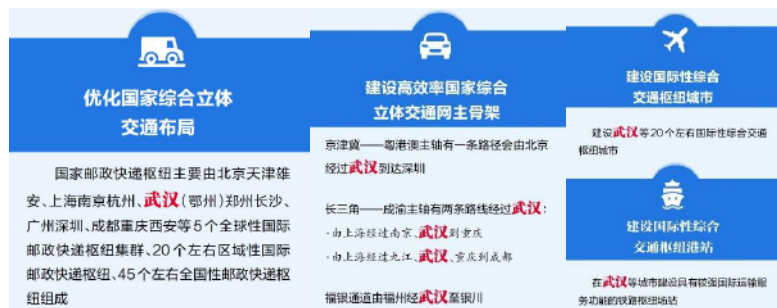 优化国家综合立体
交通布局
国家邮政快递枢纽主要由北京天津雄
安、上海南京杭州、武汉(鄂州)郑州长沙、
广州深圳、成都重庆西安等5个全球性国际
邮政快递枢纽集群、20个左右区域性国际
邮政快递枢纽、45个左右全国性邮政快递枢
纽组成
建设高效率国家综合
立体交通网主骨架
京津冀——粤港澳主轴有一条路径会由北京
经过武汉到达深圳
长三角——成渝主轴有两条路线经过武汉：
·由上海经过南京、武汉到重庆
·由上海经过九江、武汉、重庆到成都
福银通道由福州经武汉至银川
建设国际性综合
交通枢纽城市
建设武汉等20个左右国际性综合交通
枢纽城市
建设国际性综合
交通枢纽港站
在武汉等城市建设具有较强国际运输服
务功能的铁路枢纽场站